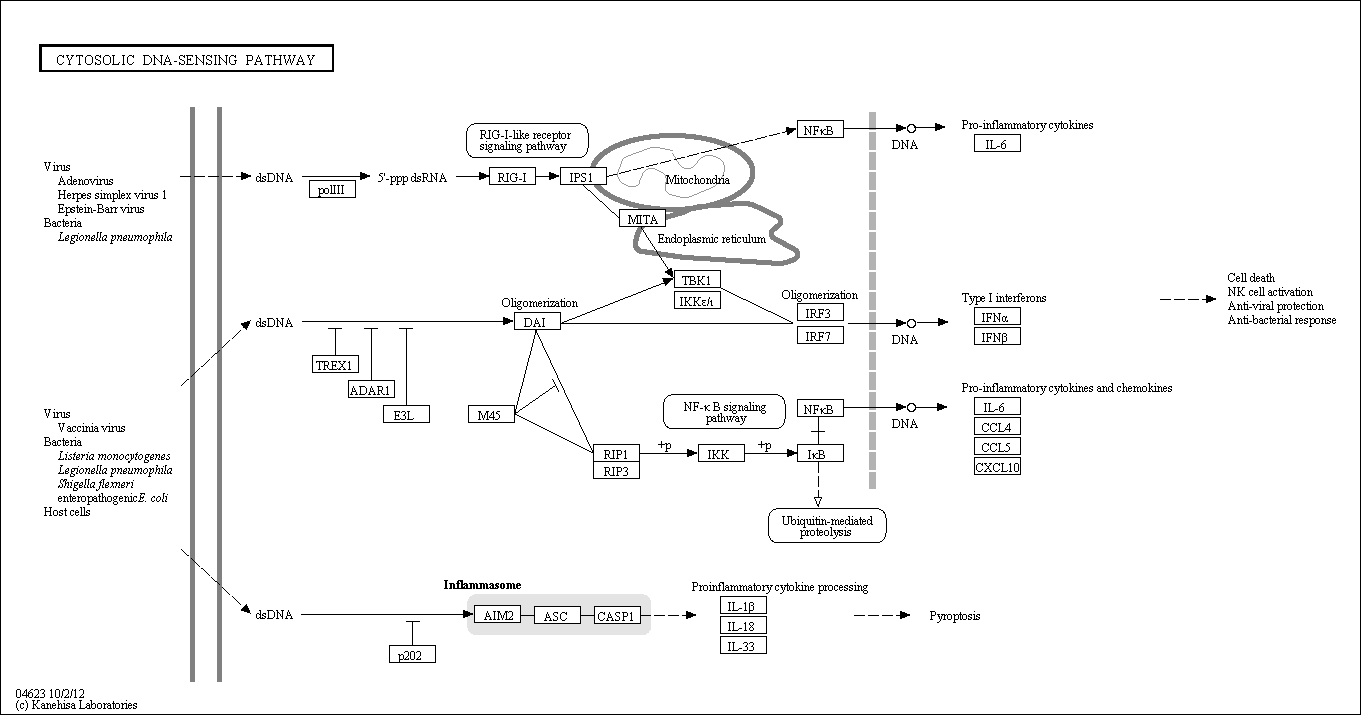 CYTOSOLIC DNA-SENSING PATHWAY
Virus
Adenovirus
Herpes simplex virus 1
Epstein-Barr virus
Bacteria
Legionella pneumophila
dsDNA
polIII
5'-ppp dsRNA
RIG-I-like receptor
signaling pathway
RIG-I
IPS1
Mitochondria
MITA
Endoplasmic reticulum
NFκB
DNA
Pro-inflammatory cytokines
IL-6
dsDNA
TREX1
ADAR1
E3L
Oligomerization
DAI
TBK1
IKKε/ι
Oligomerization
IRF3
IRF7
DNA
Type I interferons
IFNα
IFNβ
Cell death
NK cell activation
Anti-viral protection
Anti-bacterial response
Virus
Vaccinia virus
Bacteria
Listeria monocytogenes
Legionella pneumophila
Shigella flexneri
enteropathogenicE. coli
Host cells
M45
NF-κ B signaling
pathway
NFκB
DNA
Pro-inflammatory cytokines and chemokines
IL-6
CCL4
CCL5
CXCL10
RIP1
RIP3
+p
IKK
+p
IκB
Ubiquitin-mediated
proteolysis
dsDNA
p202
Inflammasome
AIM2
ASC
CASP1
Proinflammatory cytokine processing
IL-1β
IL-18
IL-33
Pyroptosis
04623 10/2/12
(c) Kanehisa Laboratories